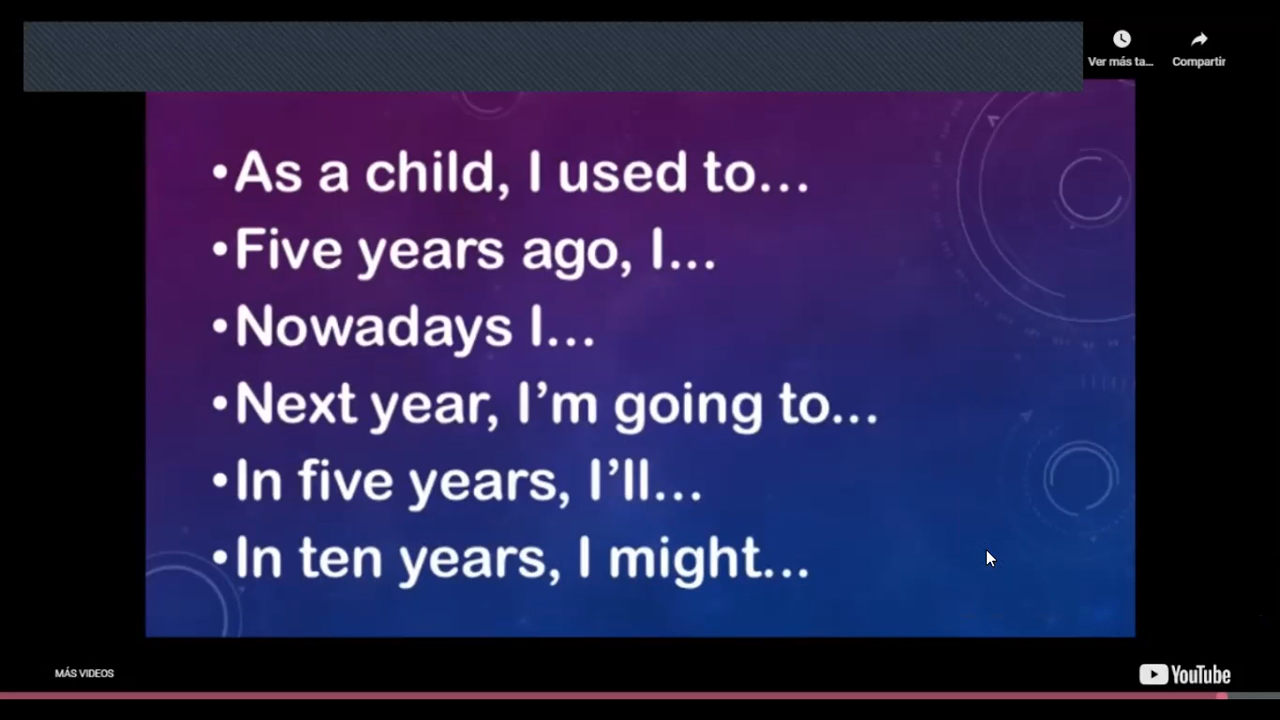 Ver más ta...
Compartir
•As a child, I used to...
•Five years ago, I...
•Nowadays I...
•Next year, I’m going to...
•In five years, I’ll...
•In ten years, I might...
MÁS VIDEOS
YouTube